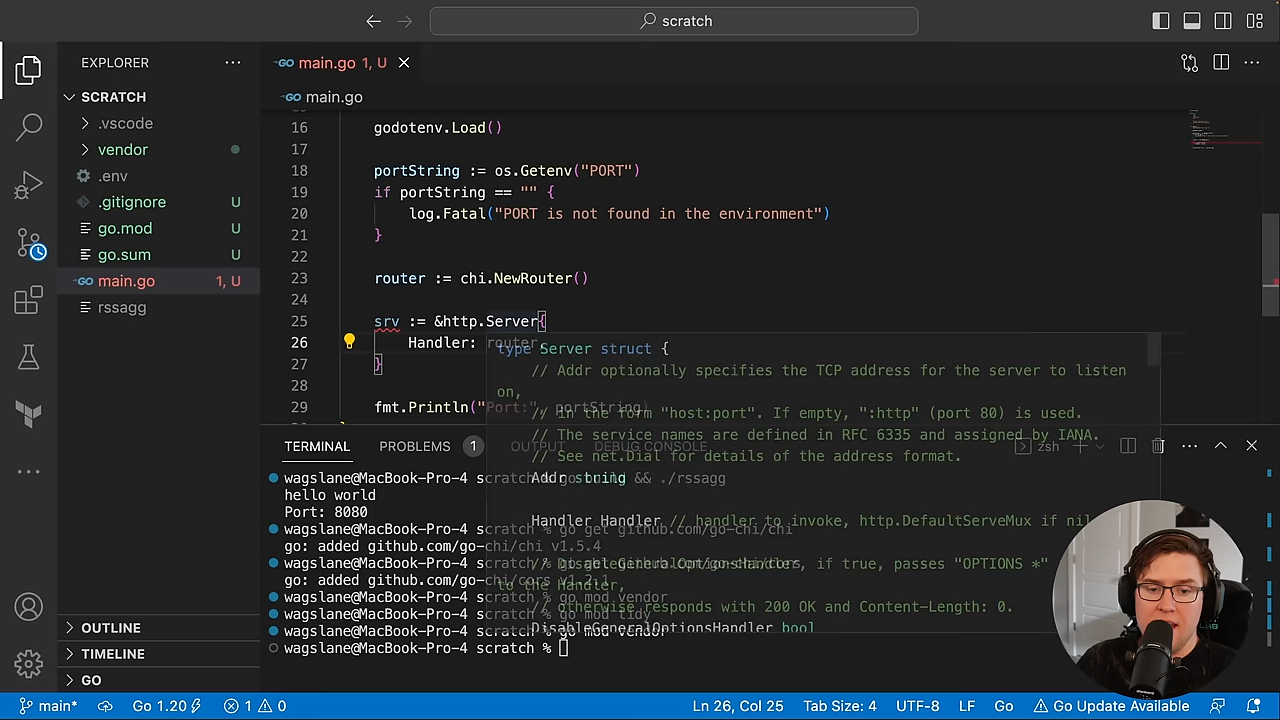 scratch
EXPLORER
main.go 1, U
SCRATCH
main.go
.vscode
vendor
.env
.gitignore U
go.mod U
go.sum U
main.go 1, U
rssagg
16 godotenv.Load()
17
18 portString := os.Getenv("PORT")
19 if portString == "" {
20 log.Fatal("PORT is not found in the environment")
21 }
22
23 router := chi.NewRouter()
24
25 srv := &http.Server{
26 Handler: router,
27 }
28
29 fmt.Println("Port:", portString)
type Server struct {
// Addr optionally specifies the TCP address for the server to listen
on,
// in the form "host:port". If empty, ":http" (port 80) is used.
// The service names are defined in RFC 6335 and assigned by IANA.
// See net.Dial for details of the address format.
Addr string
Handler Handler // handler to invoke, http.DefaultServeMux if nil
// DisableGeneralOptionsHandler, if true, passes "OPTIONS *"
to the Handler,
// otherwise responds with 200 OK and Content-Length: 0.
DisableGeneralOptionsHandler bool
TERMINAL PROBLEMS 1 OUTPUT DEBUG CONSOLE zsh
wagslane@MacBook-Pro-4 scratch % go build && ./rssagg
hello world
Port: 8080
wagslane@MacBook-Pro-4 scratch % go get github.com/go-chi/chi
go: added github.com/go-chi/chi v1.5.4
wagslane@MacBook-Pro-4 scratch % go get github.com/go-chi/cors
go: added github.com/go-chi/cors v1.2.1
wagslane@MacBook-Pro-4 scratch % go mod vendor
wagslane@MacBook-Pro-4 scratch % go mod tidy
wagslane@MacBook-Pro-4 scratch % go mod vendor
wagslane@MacBook-Pro-4 scratch %
OUTLINE
TIMELINE
GO
main* Go 1.20 1 0 Ln 26, Col 25 Tab Size: 4 UTF-8 LF Go Go Update Available